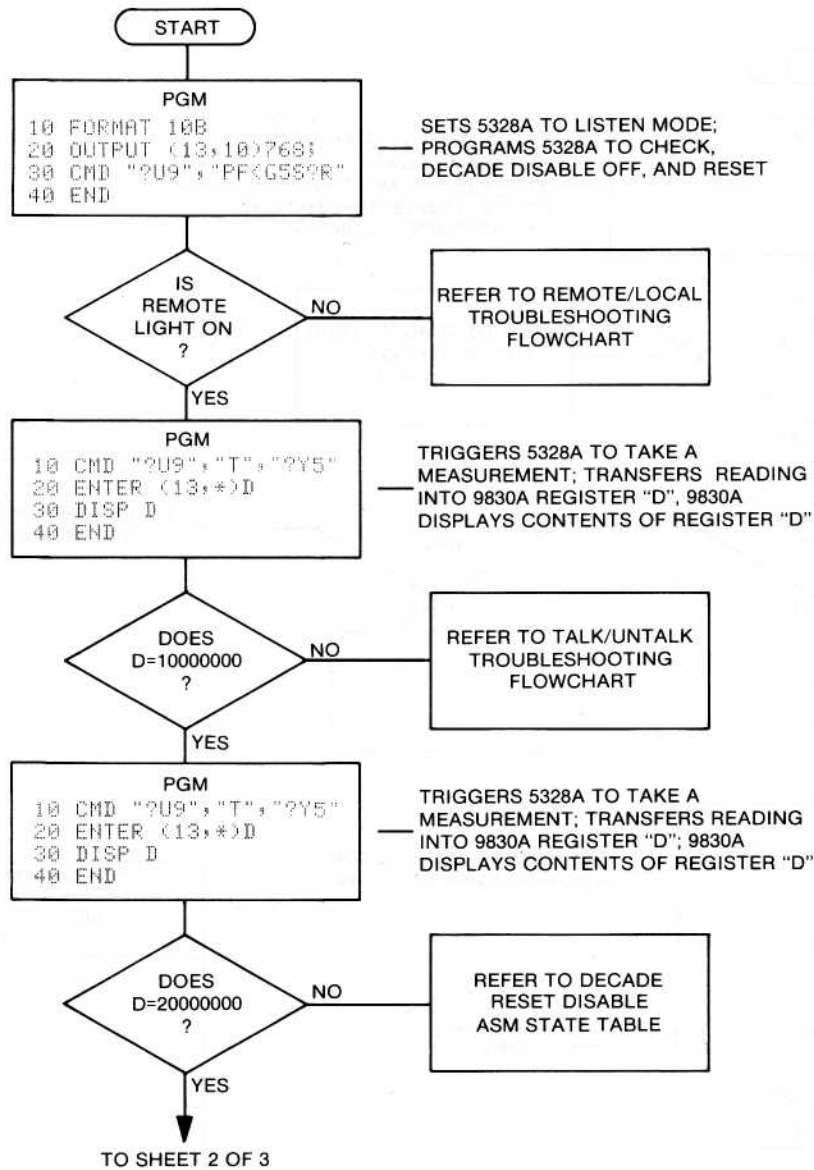 START
PGM
10 FORMAT 10B
20 OUTPUT (13,10)768;
30 CMD "?U9","PF<G5S?R"
40 END
SETS 5328A TO LISTEN MODE;
PROGRAMS 5328A TO CHECK,
DECADE DISABLE OFF, AND RESET
IS
REMOTE
LIGHT ON
?
NO
REFER TO REMOTE/LOCAL
TROUBLESHOOTING
FLOWCHART
YES
PGM
10 CMD "?U9","T","?Y5"
20 ENTER (13,*)D
30 DISP D
40 END
TRIGGERS 5328A TO TAKE A
MEASUREMENT; TRANSFERS READING
INTO 9830A REGISTER “D”, 9830A
DISPLAYS CONTENTS OF REGISTER “D”
DOES
D=10000000
?
NO
REFER TO TALK/UNTALK
TROUBLESHOOTING
FLOWCHART
YES
PGM
10 CMD "?U9","T","?Y5"
20 ENTER (13,*)D
30 DISP D
40 END
TRIGGERS 5328A TO TAKE A
MEASUREMENT; TRANSFERS READING
INTO 9830A REGISTER “D”; 9830A
DISPLAYS CONTENTS OF REGISTER “D”
DOES
D=20000000
?
NO
REFER TO DECADE
RESET DISABLE
ASM STATE TABLE
YES
TO SHEET 2 OF 3